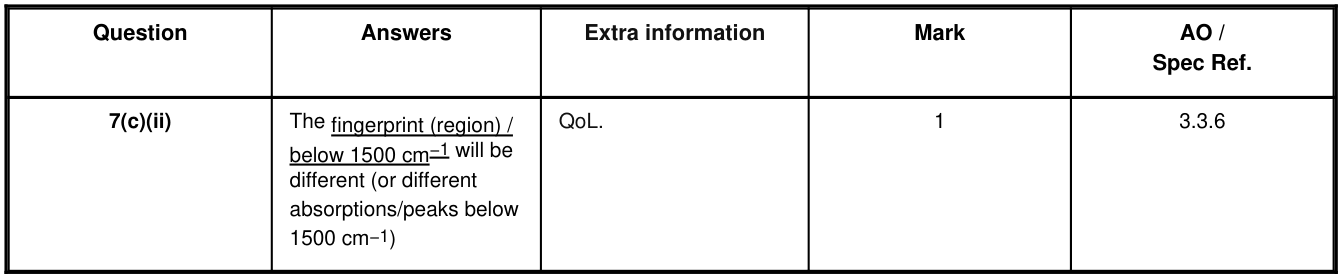 Question Answers Extra information Mark AO /
Spec Ref.
7(c)(ii) The fingerprint (region) / QoL. 1 3.3.6
below 1500 cm–1 will be
different (or different
absorptions/peaks below
1500 cm–1)